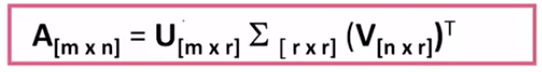 A[m x n] = U[m x r] Σ [ r x r] (V[n x r])T